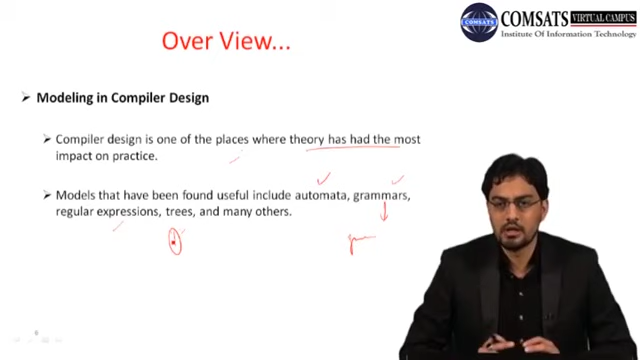 Over View...
COMSATS VIRTUAL CAMPUS
Institute Of Information Technology
COMSATS
Modeling in Compiler Design
Compiler design is one of the places where theory has had the most
impact on practice.
Models that have been found useful include automata, grammars,
regular expressions, trees, and many others.